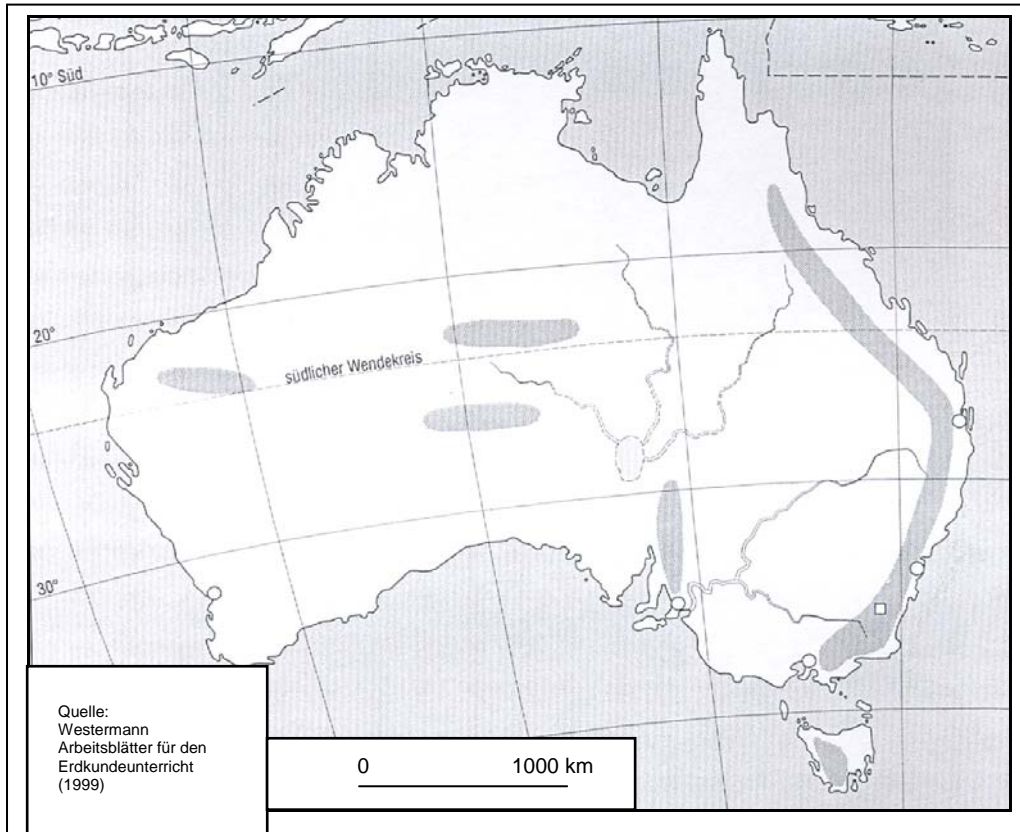 10° Süd
20°
südlicher Wendekreis
30°
Quelle:
Westermann
Arbeitsblätter für den
Erdkundeunterricht
(1999)
0 1000 km